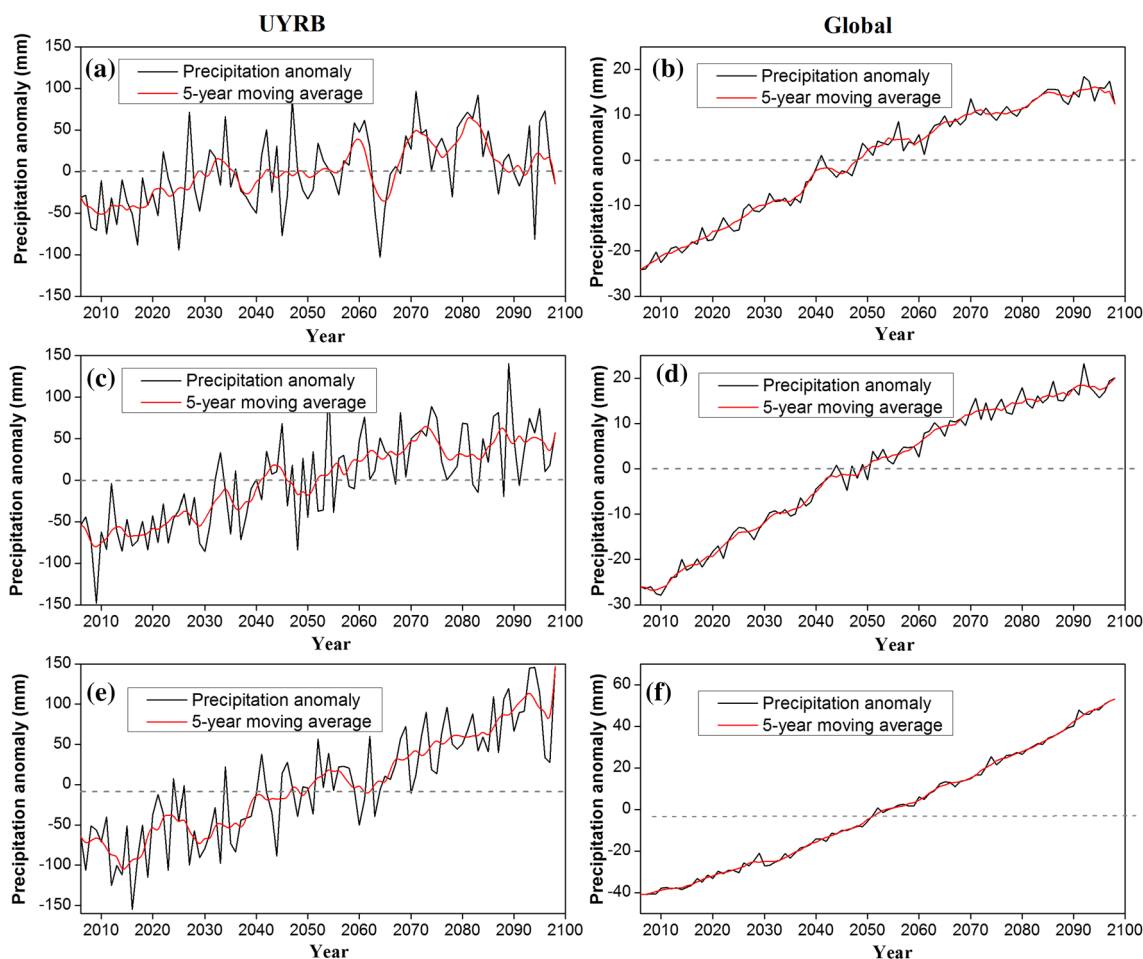 UYRB
Global
Precipitation anomaly (mm)
150
100
50
0
-50
-100
-150
(a)
Precipitation anomaly
5-year moving average
2010 2020 2030 2040 2050 2060 2070 2080 2090 2100
Year
Precipitation anomaly (mm)
20
10
0
-10
-20
-30
(b)
Precipitation anomaly
5-year moving average
2010 2020 2030 2040 2050 2060 2070 2080 2090 2100
Year
Precipitation anomaly (mm)
150
100
50
0
-50
-100
-150
(c)
Precipitation anomaly
5-year moving average
2010 2020 2030 2040 2050 2060 2070 2080 2090 2100
Year
Precipitation anomaly (mm)
20
10
0
-10
-20
-30
(d)
Precipitation anomaly
5-year moving average
2010 2020 2030 2040 2050 2060 2070 2080 2090 2100
Year
Precipitation anomaly (mm)
150
100
50
0
-50
-100
-150
(e)
Precipitation anomaly
5-year moving average
2010 2020 2030 2040 2050 2060 2070 2080 2090 2100
Year
Precipitation anomaly (mm)
60
40
20
0
-20
-40
(f)
Precipitation anomaly
5-year moving average
2010 2020 2030 2040 2050 2060 2070 2080 2090 2100
Year